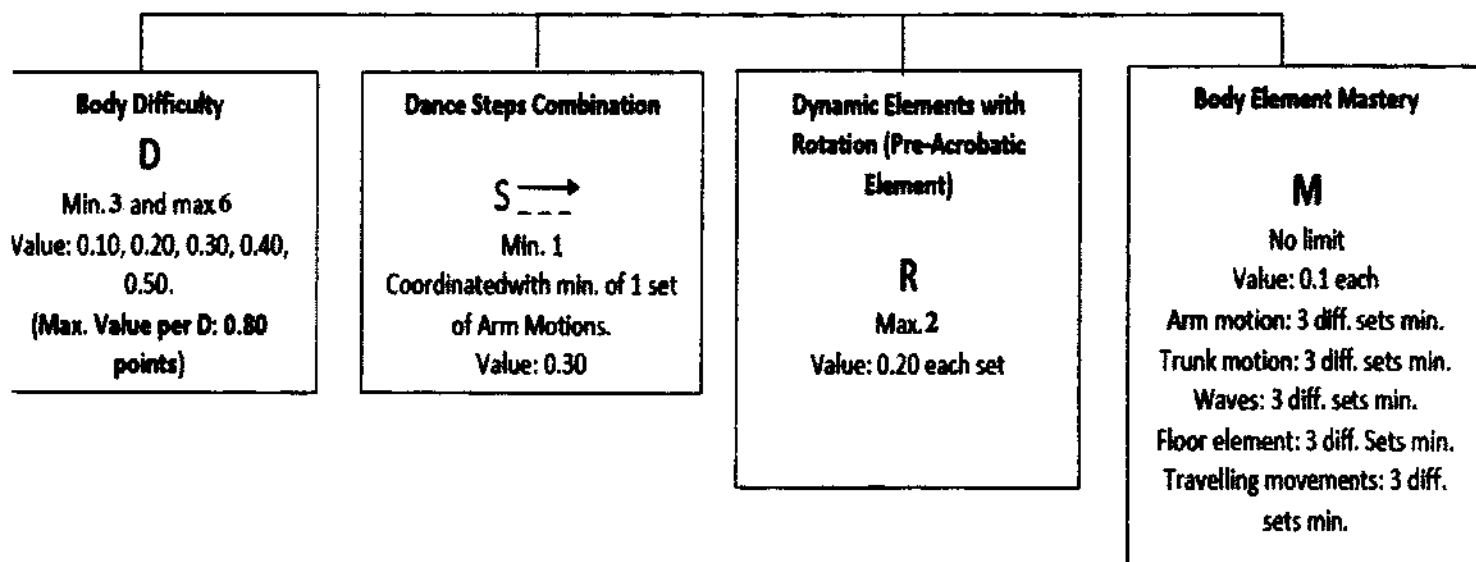 Body Difficulty
D
Min. 3 and max 6
Value: 0.10, 0.20, 0.30, 0.40,
0.50.
(Max. Value per D: 0.80
points)
Dance Steps Combination
S
Min. 1
Coordinatedwith min. of 1 set
of Arm Motions.
Value: 0.30
Dynamic Elements with
Rotation (Pre-Acrobatic
Element)
R
Max. 2
Value: 0.20 each set
Body Element Mastery
M
No limit
Value: 0.1 each
Arm motion: 3 diff. sets min.
Trunk motion: 3 diff. sets min.
Waves: 3 diff. sets min.
Floor element: 3 diff. Sets min.
Travelling movements: 3 diff.
sets min.